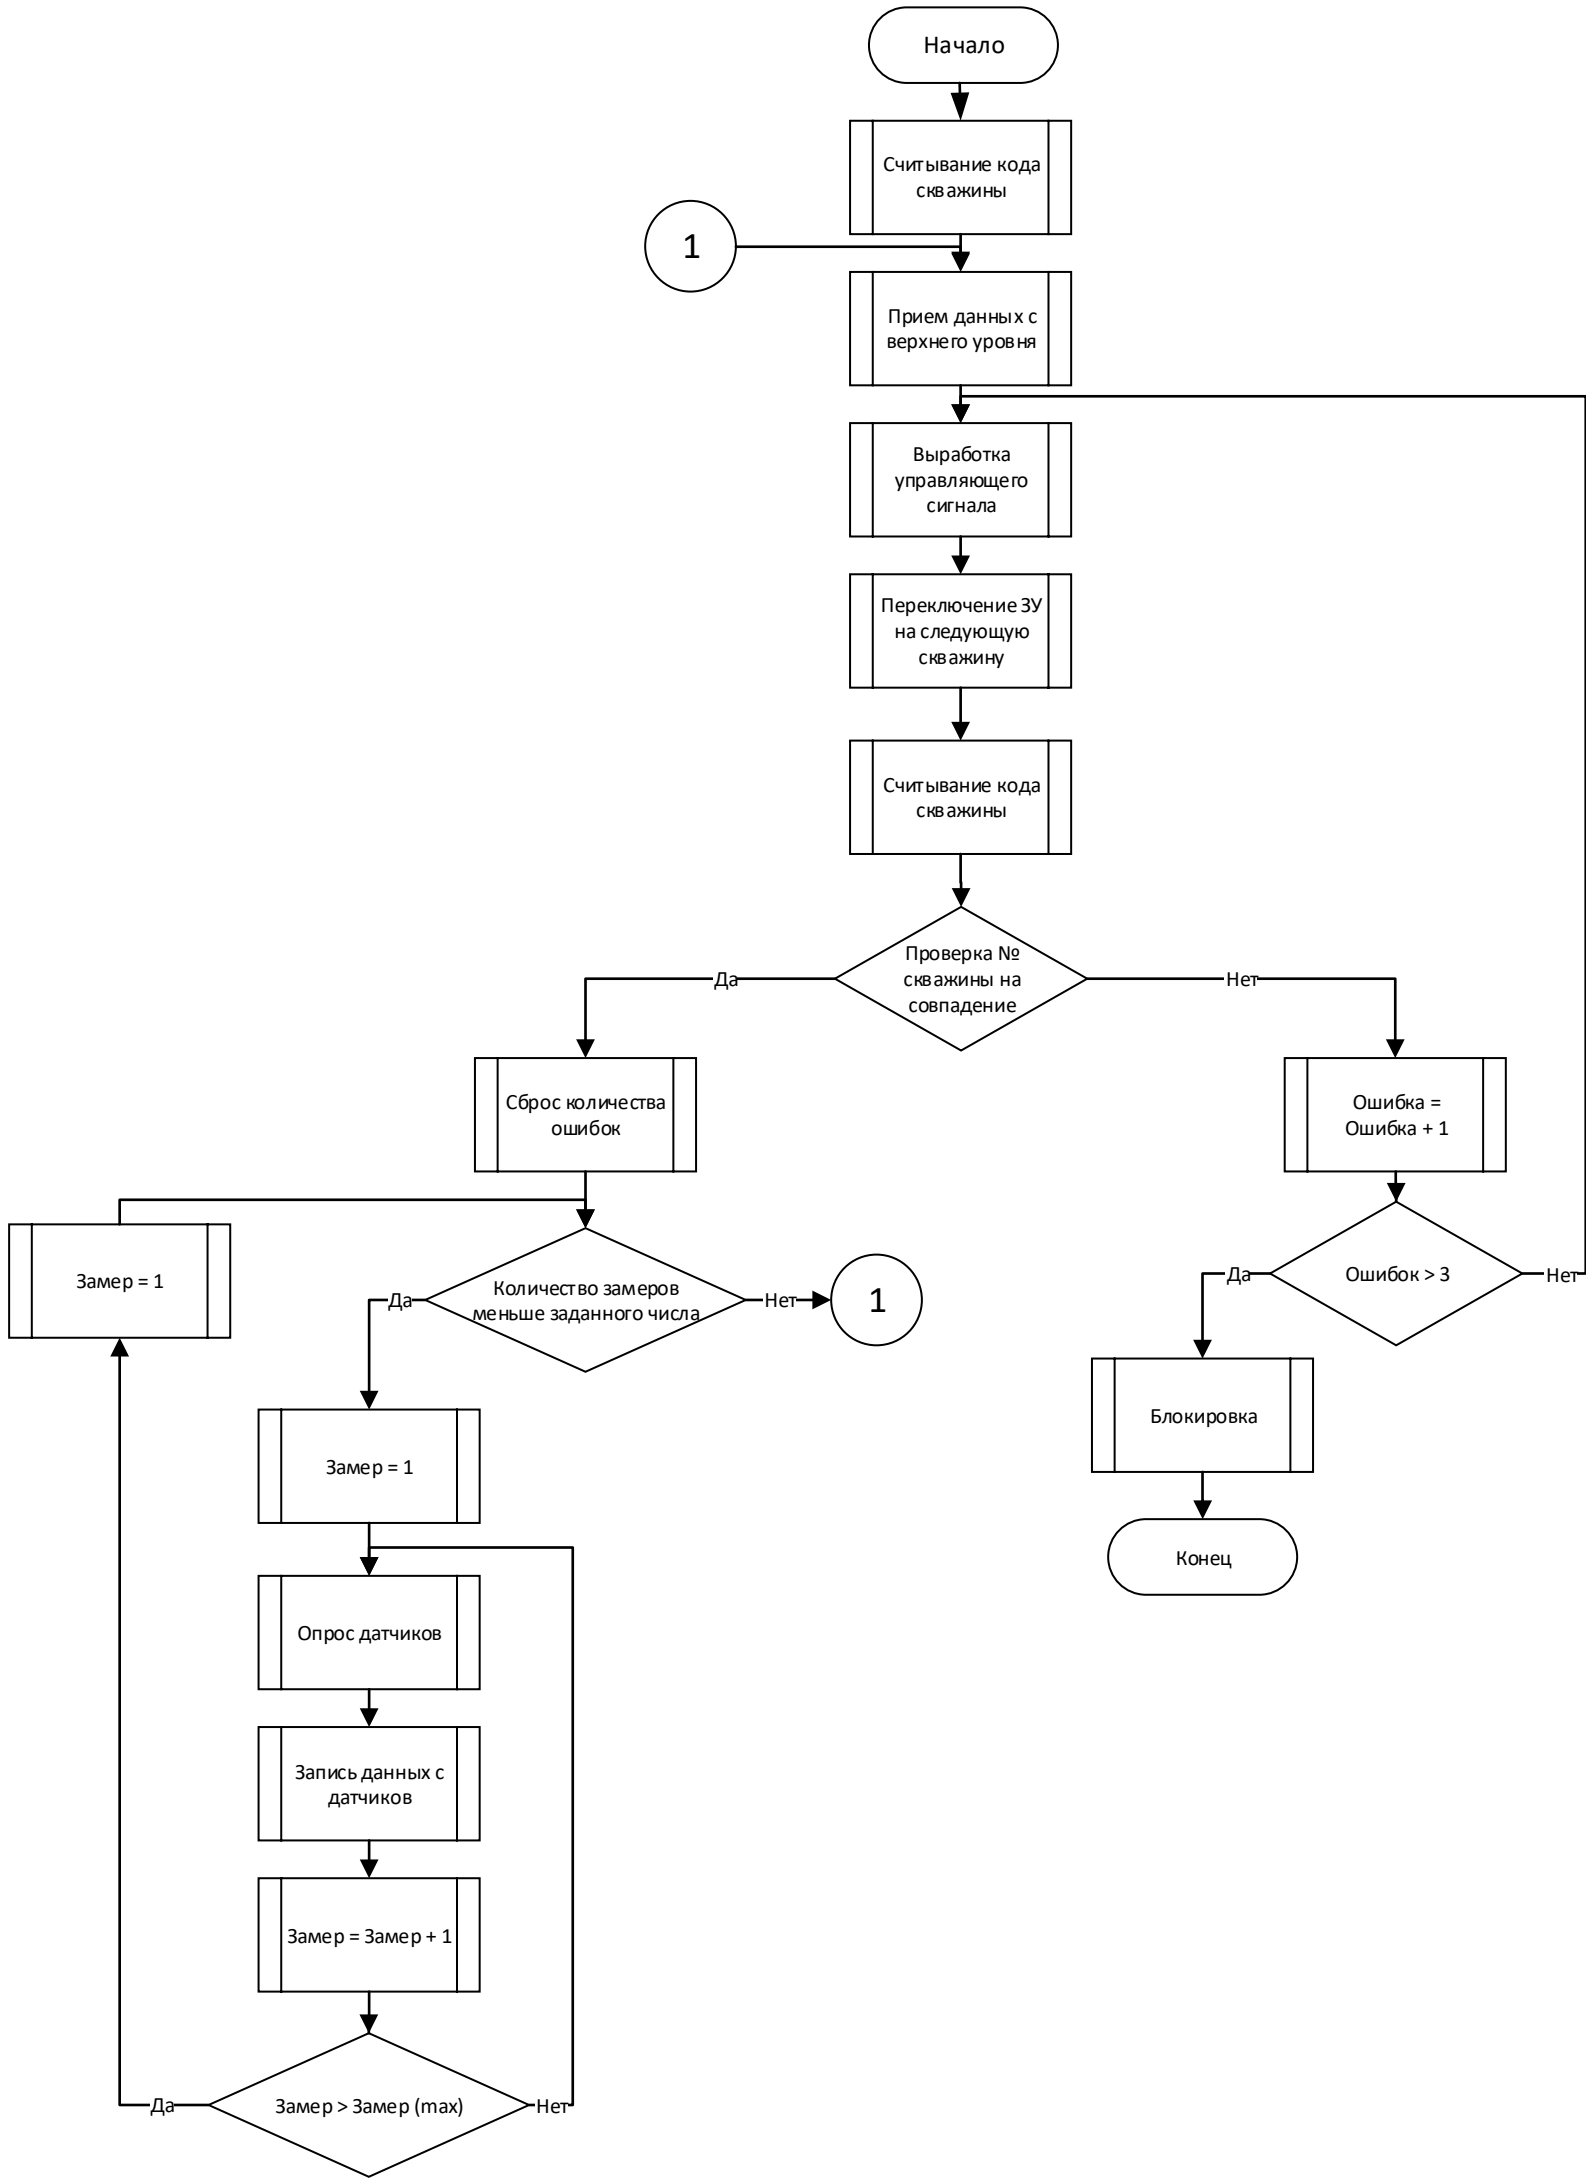 Начало
Считывание кода
скважины
1
Прием данных с
верхнего уровня
Выработка
управляющего
сигнала
Переключение ЗУ
на следующую
скважину
Считывание кода
скважины
Проверка №
скважины на
совпадение
Да
Нет
Сброс количества
ошибок
Ошибка =
Ошибка + 1
Замер = 1
Количество замеров
меньше заданного числа
Да
Нет
1
Ошибок > 3
Да
Нет
Блокировка
Замер = 1
Конец
Опрос датчиков
Запись данных с
датчиков
Замер = Замер + 1
Замер > Замер (max)
Да
Нет